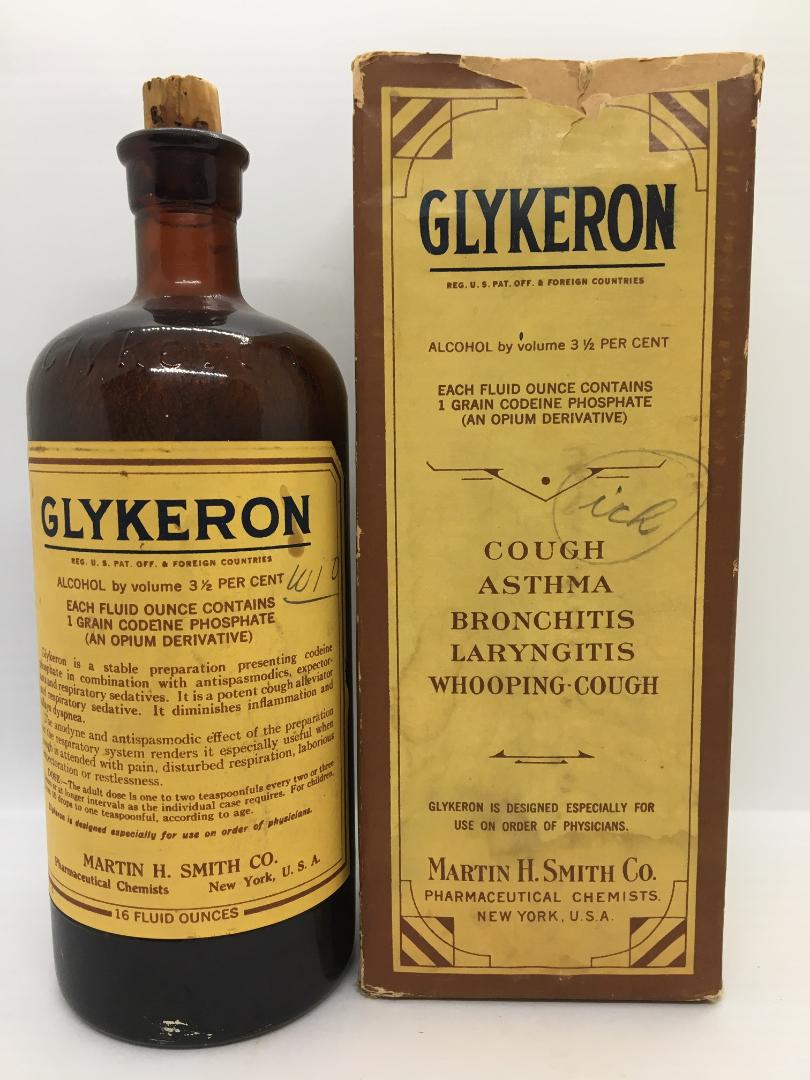 GLYKERON
REG. U.S. PAT. OFF. & FOREIGN COUNTRIES
ALCOHOL by volume 3 ½ PER CENT
EACH FLUID OUNCE CONTAINS
1 GRAIN CODEINE PHOSPHATE
(AN OPIUM DERIVATIVE)
Glykeron is a stable preparation presenting codeine
in combination with antispasmodics, expector-
and respiratory sedatives. It is a potent cough alleviator
respiratory sedative. It diminishes inflammation and
dyspnea.
The anodyne and antispasmodic effect of the preparation
the respiratory system renders it especially useful when
is attended with pain, disturbed respiration, laborious
or restlessness.
DOSE:—The adult dose is one to two teaspoonfuls every two or three
or at longer intervals as the individual case requires. For children,
drops to one teaspoonful, according to age.
Glykeron is designed especially for use on order of physicians.
MARTIN H. SMITH CO.
Pharmaceutical Chemists New York, U. S. A.
16 FLUID OUNCES
GLYKERON
REG. U.S. PAT. OFF. & FOREIGN COUNTRIES
ALCOHOL by volume 3 ½ PER CENT
EACH FLUID OUNCE CONTAINS
1 GRAIN CODEINE PHOSPHATE
(AN OPIUM DERIVATIVE)
COUGH
ASTHMA
BRONCHITIS
LARYNGITIS
WHOOPING-COUGH
GLYKERON IS DESIGNED ESPECIALLY FOR
USE ON ORDER OF PHYSICIANS.
MARTIN H. SMITH CO.
PHARMACEUTICAL CHEMISTS.
NEW YORK, U.S.A.